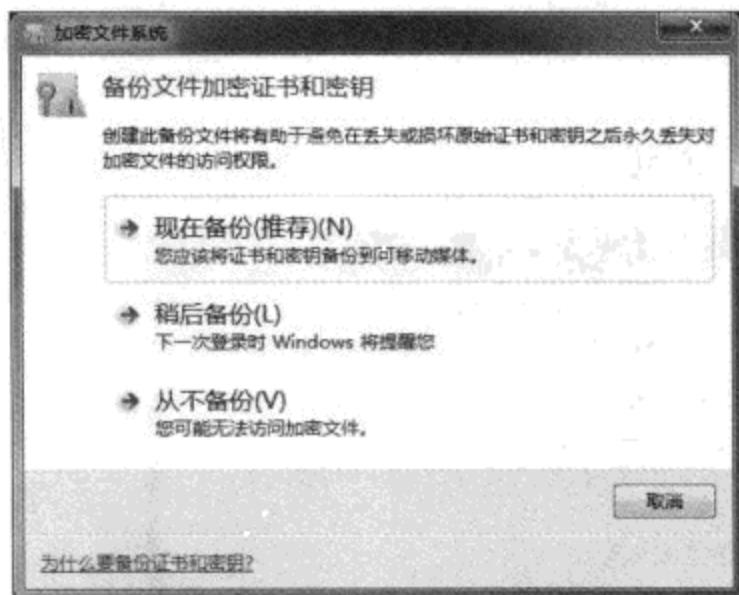 加密文件系统
备份文件加密证书和密钥
创建此备份文件将有助于避免在丢失或损坏原始证书和密钥之后永久丢失对
加密文件的访问权限。
现在备份(推荐)(N)
您应该将证书和密钥备份到可移动媒体。
稍后备份(L)
下一次登录时 Windows 将提醒您
从不备份(V)
您可能无法访问加密文件。
取消
为什么要备份证书和密钥?